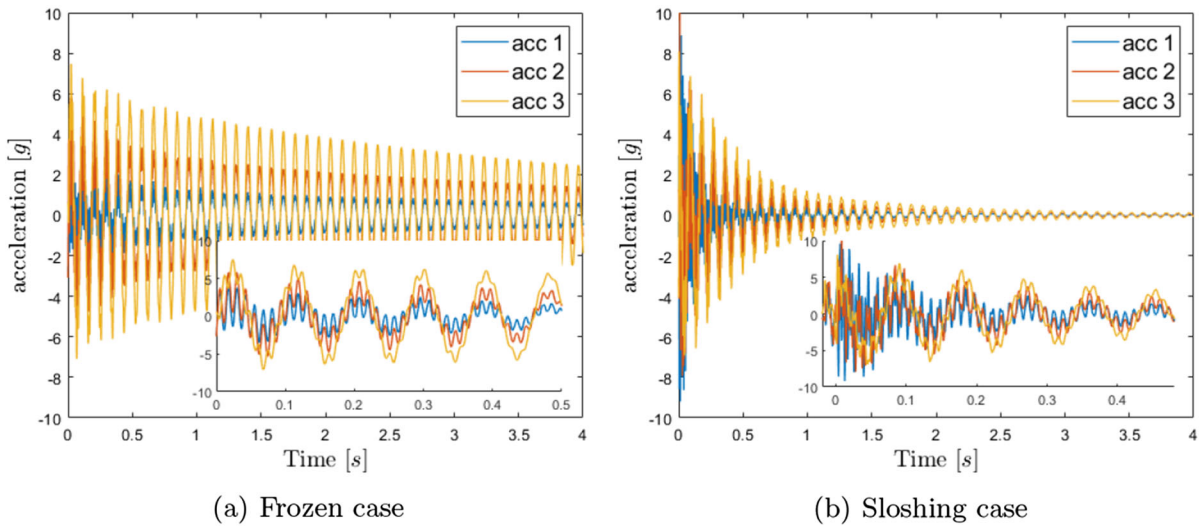 10
8
6
4
2
0
-2
-4
-6
-8
-10
acceleration [g]
acc 1
acc 2
acc 3
10
5
0
-5
-10
0 0.1 0.2 0.3 0.4 0.5
0 0.5 1 1.5 2 2.5 3 3.5 4
Time [s]
(a) Frozen case
10
8
6
4
2
0
-2
-4
-6
-8
-10
acceleration [g]
acc 1
acc 2
acc 3
10
5
0
-5
-10
0 0.1 0.2 0.3 0.4
0 0.5 1 1.5 2 2.5 3 3.5 4
Time [s]
(b) Sloshing case